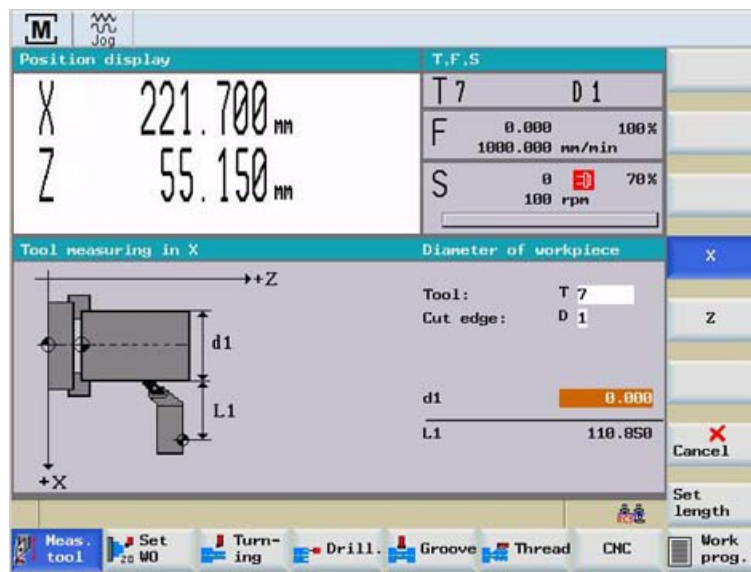 M
Jog
Position display
T,F,S
X 221.700 mm
Z 55.150 mm
T 7 D 1
F 0.000 100%
1000.000 mm/min
S 0 70%
100 rpm
Tool measuring in X
Diameter of workpiece
X
+Z
Tool: T 7
Cut edge: D 1
Z
d1
d1 0.000
L1
L1 110.850
Cancel
+X
Set
length
Meas.
tool
Set
WO
Turn-
ing
Drill.
Groove
Thread
CNC
Work
prog.